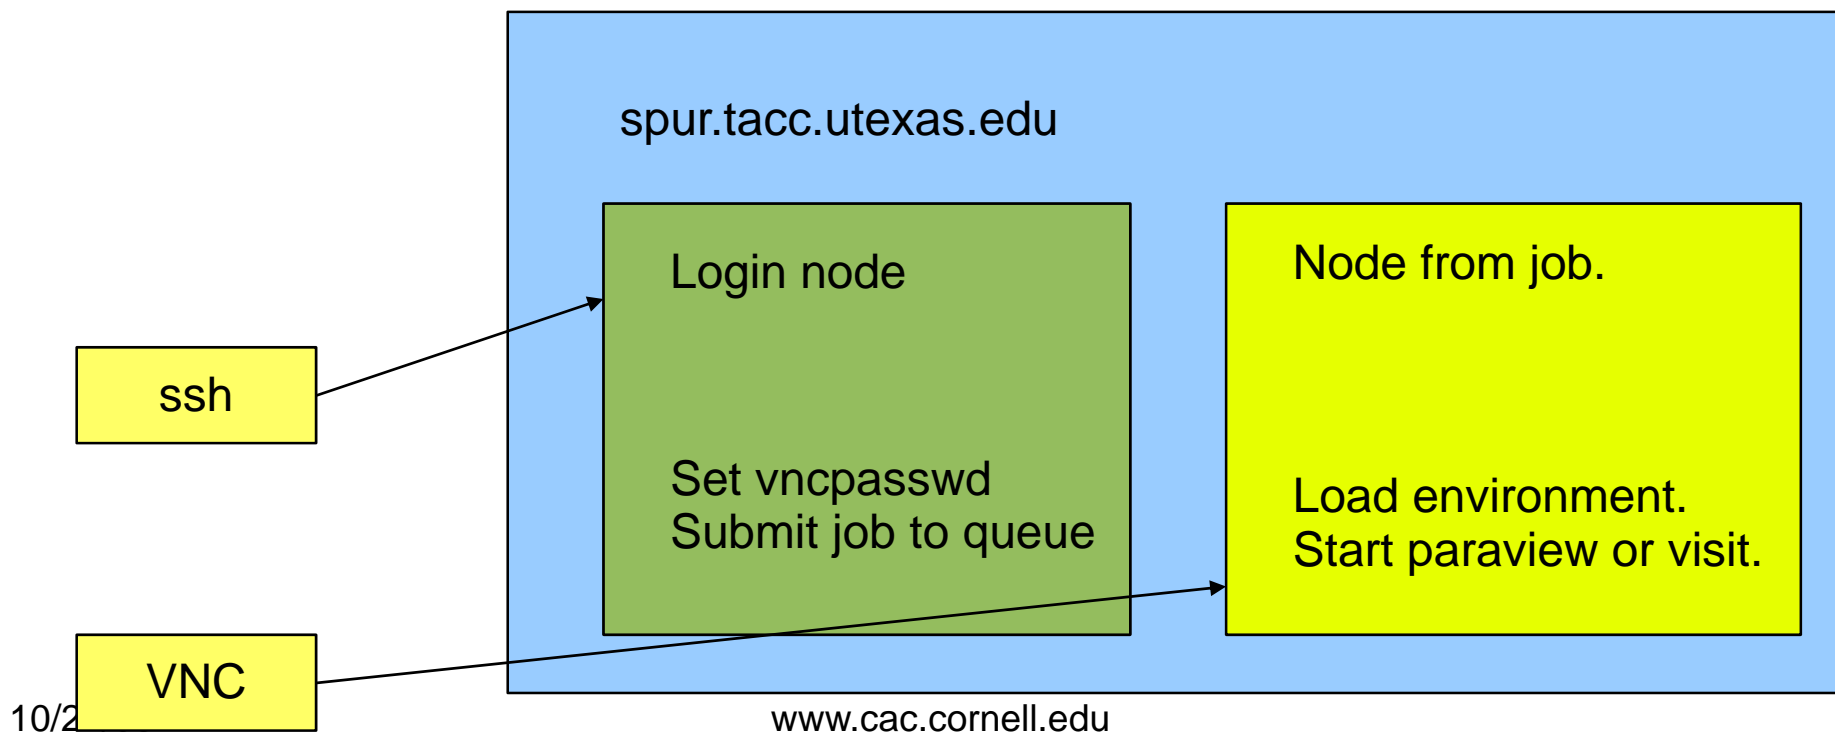 spur.tacc.utexas.edu
Login node
Set vncpasswd
Submit job to queue
Node from job.
Load environment.
Start paraview or visit.
ssh
VNC
www.cac.cornell.edu